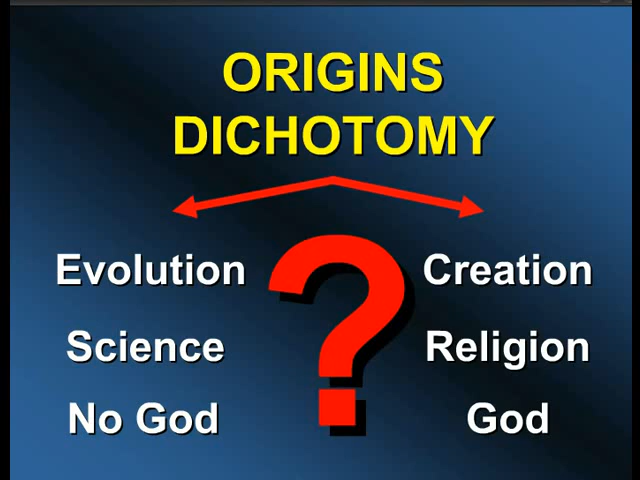 ORIGINS
DICHOTOMY
?
Evolution
Creation
Science
Religion
No God
God